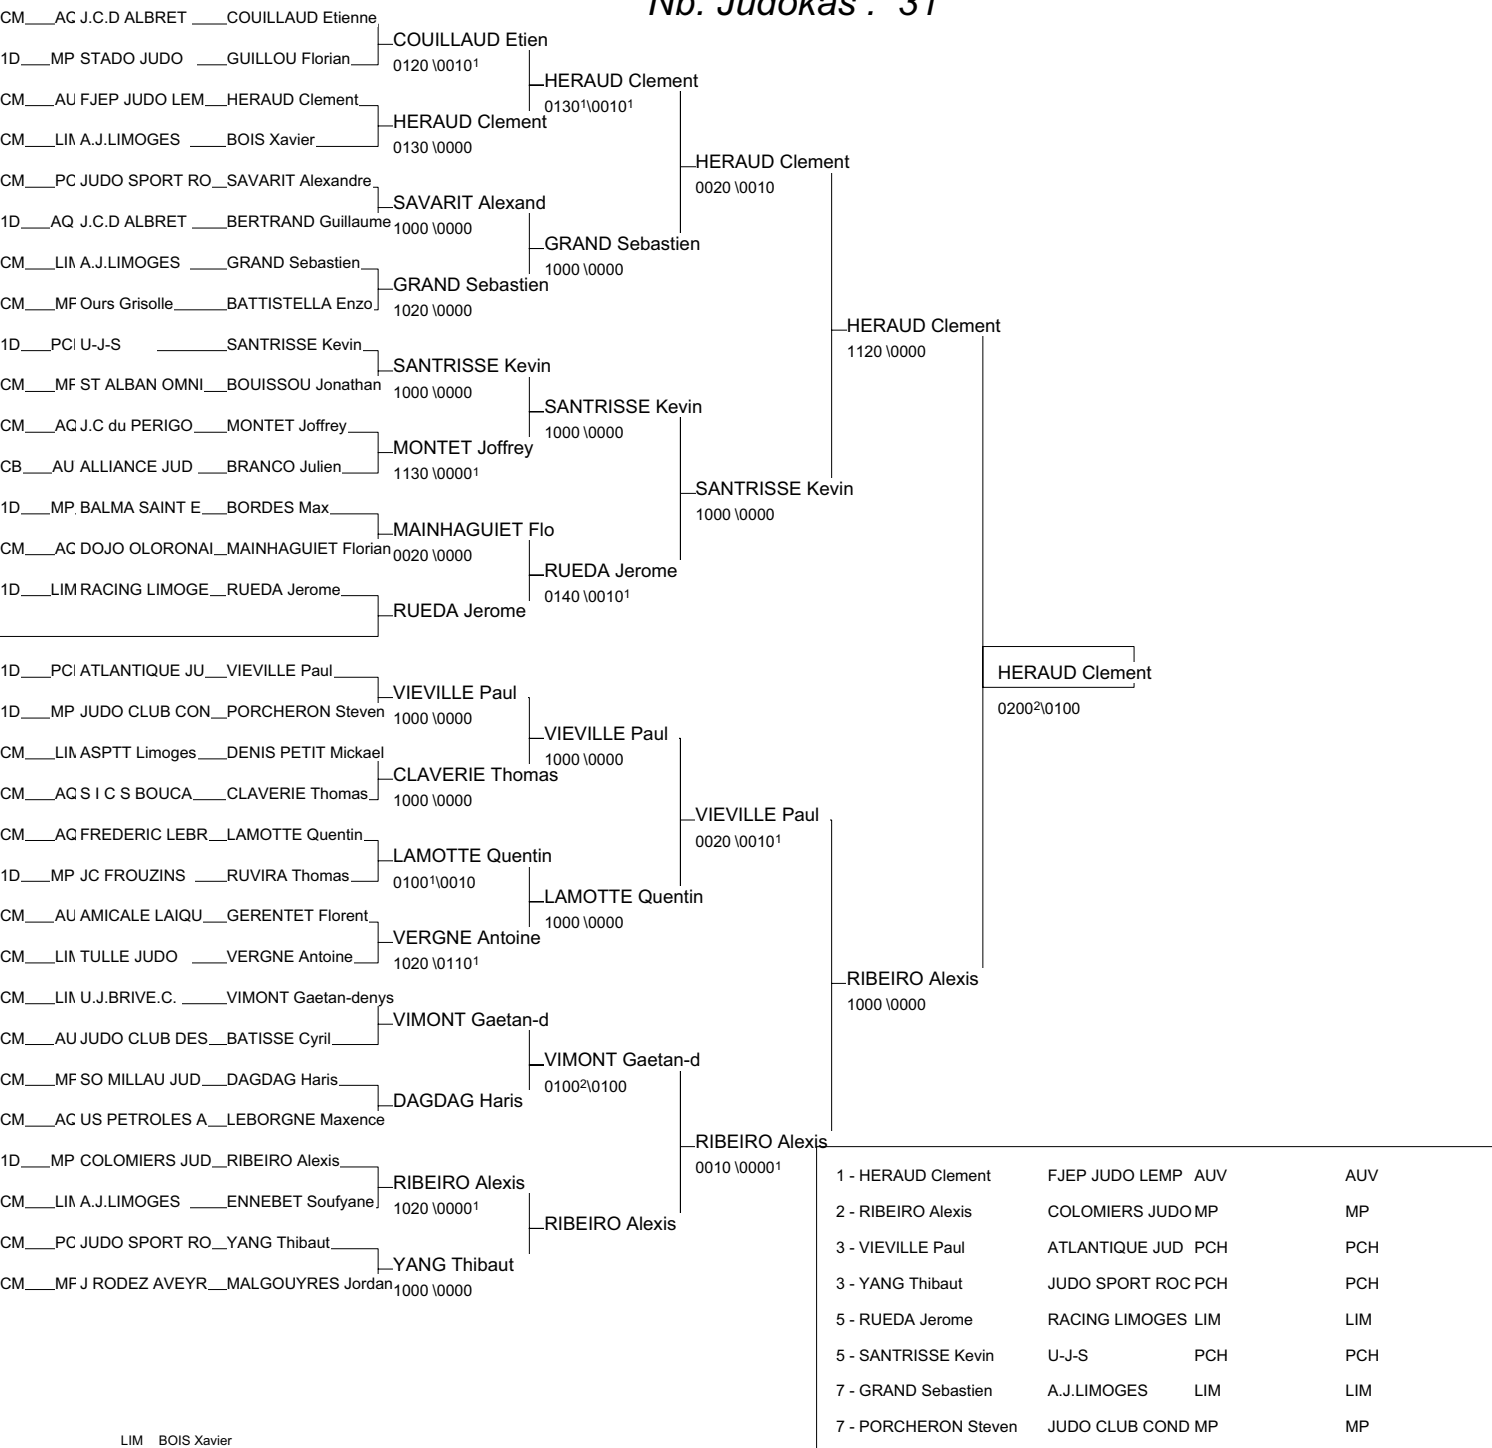 Nb. Judokas : 31
CM AQ J.C.D ALBRET COUILLAUD Etienne
1D MP STADO JUDO GUILLOU Florian
CM AU FJEP JUDO LEM HERAUD Clement
CM LIM A.J.LIMOGES BOIS Xavier
CM PC JUDO SPORT RO SAVARIT Alexandre
1D AQ J.C.D ALBRET BERTRAND Guillaume
CM LIM A.J.LIMOGES GRAND Sebastien
CM MP Ours Grisolle BATTISTELLA Enzo
1D PCH U-J-S SANTRISSE Kevin
CM MP ST ALBAN OMNI BOUISSOU Jonathan
CM AQ J.C du PERIGO MONTET Joffrey
CB AU ALLIANCE JUD BRANCO Julien
1D MP BALMA SAINT E BORDES Max
CM AQ DOJO OLORONAI MAINHAGUIET Florian
1D LIM RACING LIMOGE RUEDA Jerome
1D PCH ATLANTIQUE JU VIEVILLE Paul
1D MP JUDO CLUB CON PORCHERON Steven
CM LIM ASPTT Limoges DENIS PETIT Mickael
CM AQ S I C S BOUCA CLAVERIE Thomas
CM AQ FREDERIC LEBR LAMOTTE Quentin
1D MP JC FROUZINS RUVIRA Thomas
CM AU AMICALE LAIQU GERENTET Florent
CM LIM TULLE JUDO VERGNE Antoine
CM LIM U.J.BRIVE.C. VIMONT Gaetan-denys
CM AU JUDO CLUB DES BATISSE Cyril
CM MP SO MILLAU JUD DAGDAG Haris
CM AQ US PETROLES A LEBORGNE Maxence
1D MP COLOMIERS JUD RIBEIRO Alexis
CM LIM A.J.LIMOGES ENNEBET Soufyane
CM PC JUDO SPORT RO YANG Thibaut
CM MP J RODEZ AVEYR MALGOUYRES Jordan
COUILLAUD Etien
0120 \0010¹
HERAUD Clement
0130 \0000
SAVARIT Alexand
1000 \0000
GRAND Sebastien
1020 \0000
SANTRISSE Kevin
1000 \0000
MONTET Joffrey
1130 \0000¹
MAINHAGUIET Flo
0020 \0000
RUEDA Jerome
VIEVILLE Paul
1000 \0000
CLAVERIE Thomas
1000 \0000
LAMOTTE Quentin
0100¹\0010
VERGNE Antoine
1020 \0110¹
VIMONT Gaetan-d
DAGDAG Haris
RIBEIRO Alexis
1020 \0000¹
YANG Thibaut
1000 \0000
HERAUD Clement
0130¹\0010¹
GRAND Sebastien
1000 \0000
SANTRISSE Kevin
1000 \0000
RUEDA Jerome
0140 \0010¹
VIEVILLE Paul
1000 \0000
LAMOTTE Quentin
1000 \0000
VIMONT Gaetan-d
0100²\0100
RIBEIRO Alexis
HERAUD Clement
0020 \0010
SANTRISSE Kevin
1000 \0000
VIEVILLE Paul
0020 \0010¹
RIBEIRO Alexis
0010 \0000¹
HERAUD Clement
1120 \0000
RIBEIRO Alexis
1000 \0000
HERAUD Clement
0200²\0100
1 - HERAUD Clement FJEP JUDO LEMP AUV AUV
2 - RIBEIRO Alexis COLOMIERS JUDO MP MP
3 - VIEVILLE Paul ATLANTIQUE JUD PCH PCH
3 - YANG Thibaut JUDO SPORT ROC PCH PCH
5 - RUEDA Jerome RACING LIMOGES LIM LIM
5 - SANTRISSE Kevin U-J-S PCH PCH
7 - GRAND Sebastien A.J.LIMOGES LIM LIM
7 - PORCHERON Steven JUDO CLUB COND MP MP
LIM BOIS Xavier